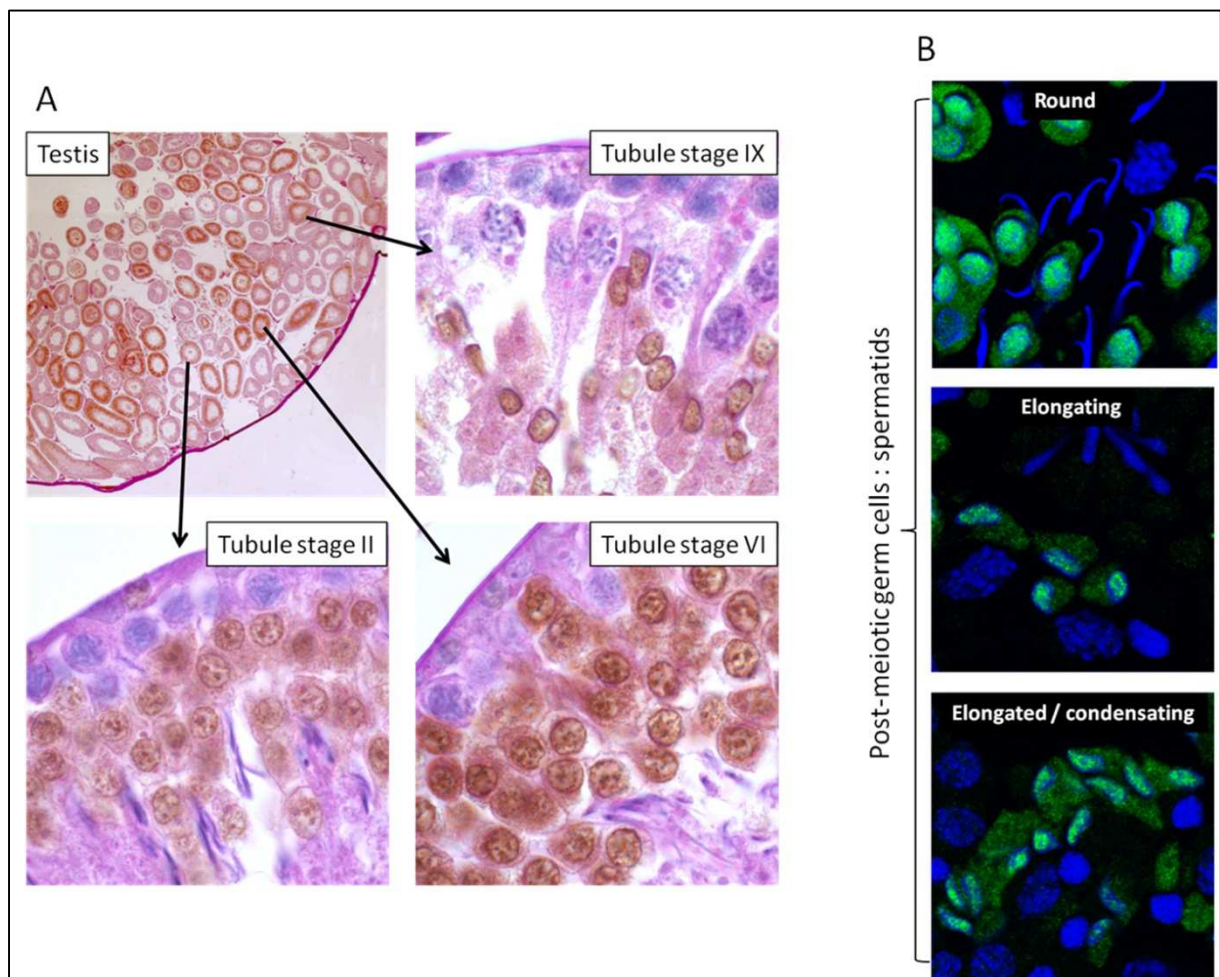 A
Testis
Tubule stage IX
Tubule stage II
Tubule stage VI
B
Post-meiotic germ cells : spermatids
Round
Elongating
Elongated / condensating